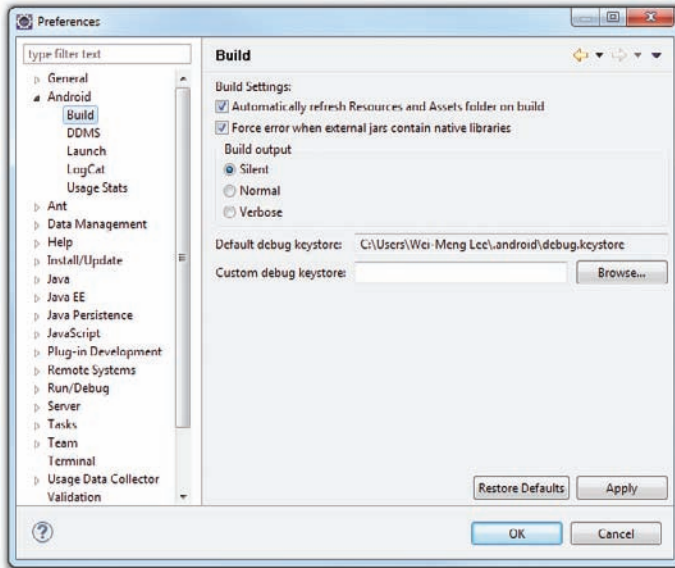 Preferences
type filter text
General
Android
Build
DDMS
Launch
LogCat
Usage Stats
Ant
Data Management
Help
Install/Update
Java
Java EE
Java Persistence
JavaScript
Plug-in Development
Remote Systems
Run/Debug
Server
Tasks
Team
Terminal
Usage Data Collector
Validation
Build
Build Settings:
Automatically refresh Resources and Assets folder on build
Force error when external jars contain native libraries
Build output
Silent
Normal
Verbose
Default debug keystore: C:\Users\Wei-Meng Lee\.android\debug.keystore
Custom debug keystore: Browse...
Restore Defaults Apply
OK Cancel